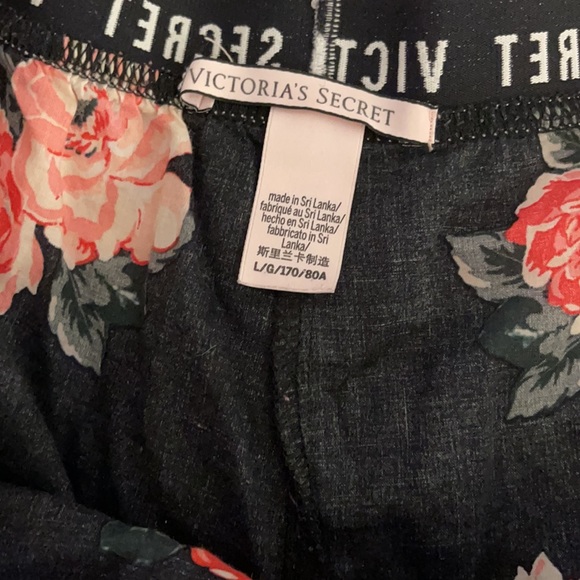 RET VICT SECRET
VICTORIA'S SECRET
made in Sri Lanka/
fabriqué au Sri Lanka/
hecho en Sri Lanka/
fabbricato in Sri
Lanka/
斯里兰卡制造
L/G/170/80A